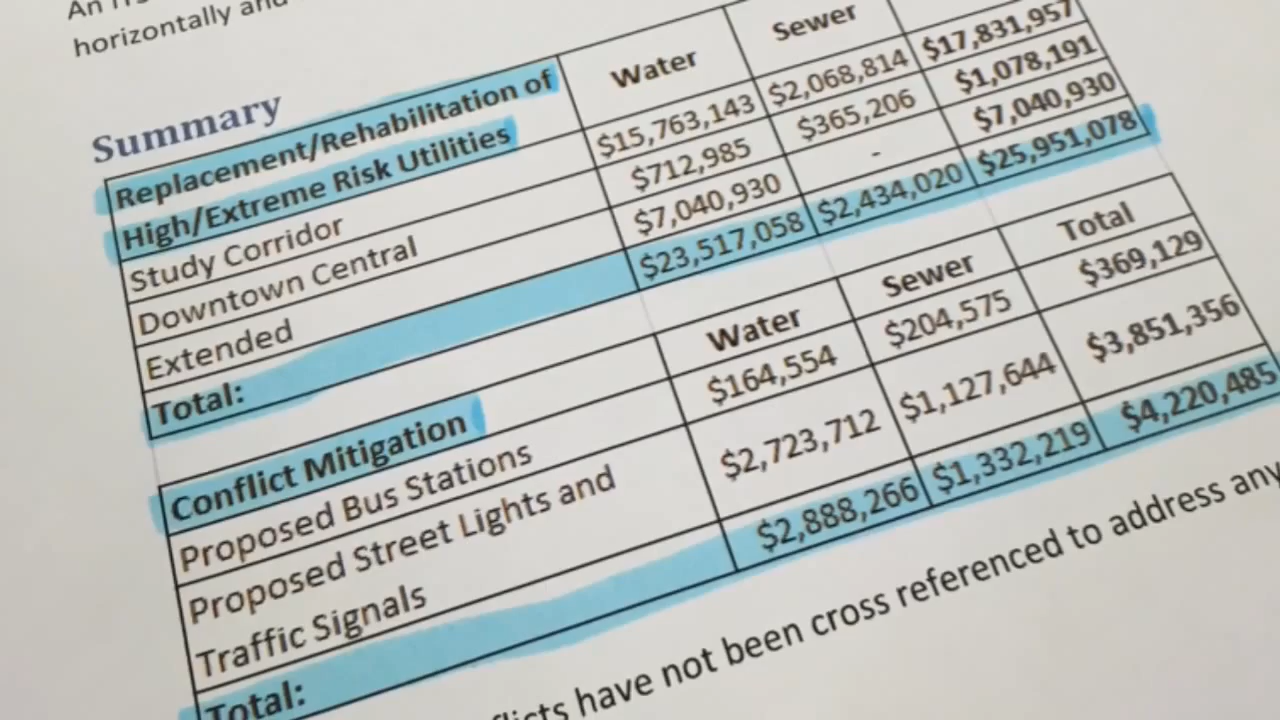 An
horizontally and
Summary
Replacement/Rehabilitation of
High/Extreme Risk Utilities Water Sewer
Study Corridor $15,763,143 $2,068,814 $17,831,957
Downtown Central $712,985 $365,206 $1,078,191
Extended $7,040,930 - $7,040,930
Total: $23,517,058 $2,434,020 $25,951,078
Conflict Mitigation Water Sewer Total
Proposed Bus Stations $164,554 $204,575 $369,129
Proposed Street Lights and
Traffic Signals $2,723,712 $1,127,644 $3,851,356
Total: $2,888,266 $1,332,219 $4,220,485
have not been cross referenced to address any